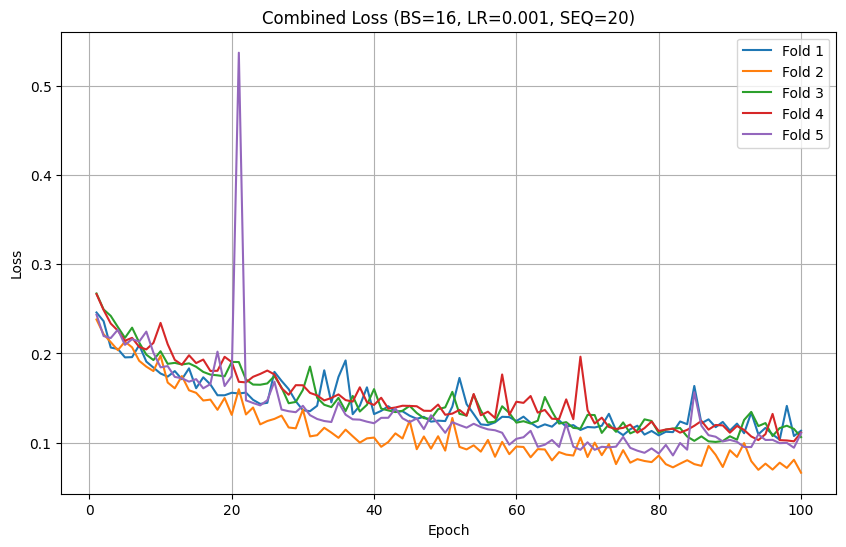 Combined Loss (BS=16, LR=0.001, SEQ=20)
Fold 1
Fold 2
Fold 3
Fold 4
Fold 5
Loss
0.5
0.4
0.3
0.2
0.1
0 20 40 60 80 100
Epoch